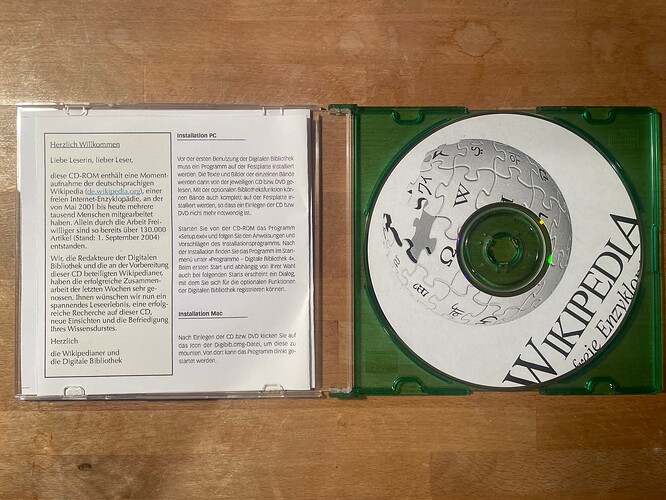 Herzlich Willkommen
Liebe Leserin, lieber Leser,
diese CD-ROM enthält eine Moment-
aufnahme der deutschsprachigen
Wikipedia (de.wikipedia.org), einer
freien Internet-Enzyklopädie, an der
von Mai 2001 bis heute mehrere
tausend Menschen mitgearbeitet
haben. Allein durch die Arbeit Frei-
williger sind so bereits über 130.000
Artikel (Stand: 1. September 2004)
entstanden.
Wir, die Redakteure der Digitalen
Bibliothek und die an der Vorbereitung
dieser CD beteiligten Wikipedianer,
haben die erfolgreiche Zusammen-
arbeit der letzten Wochen sehr ge-
nossen. Ihnen wünschen wir nun ein
spannendes Leseerlebnis, eine erfolg-
reiche Recherche auf dieser CD,
neue Einsichten und die Befriedigung
Ihres Wissensdurstes.
Herzlich
die Wikipedianer und
die Digitale Bibliothek
Installation PC
Vor der ersten Benutzung der Digitalen Bibliothek
muss ein Programm auf der Festplatte installiert
werden. Die Texte und Bilder der einzelnen Bände
werden dann von der jeweiligen CD bzw. DVD ge-
lesen. Mit der optionalen Bibliotheksfunktion kön-
nen Bände auch komplett auf der Festplatte instal-
liert werden, so dass ein Einlegen der CD bzw.
DVD nicht mehr notwendig ist.
Starten Sie von der CD-ROM das Programm
»Setup.exe« und folgen Sie den Anweisungen und
Vorschlägen des Installationsprogramms. Nach
der Installation finden Sie das Programm im Start-
menü unter »Programme – Digitale Bibliothek 4«.
Beim ersten Start und abhängig von Ihrer Wahl
auch bei folgenden Starts erscheint ein Dialog,
mit dem Sie sich für die optionalen Funktionen
der Digitalen Bibliothek registrieren können.
Installation Mac
Nach Einlegen der CD bzw. DVD klicken Sie auf
das Icon der Digibib.dmg-Datei, um diese zu
mounten. Von dort kann das Programm direkt ge-
startet werden.
W
Ω
И
WIKIPEDIA
freie Enzyklo